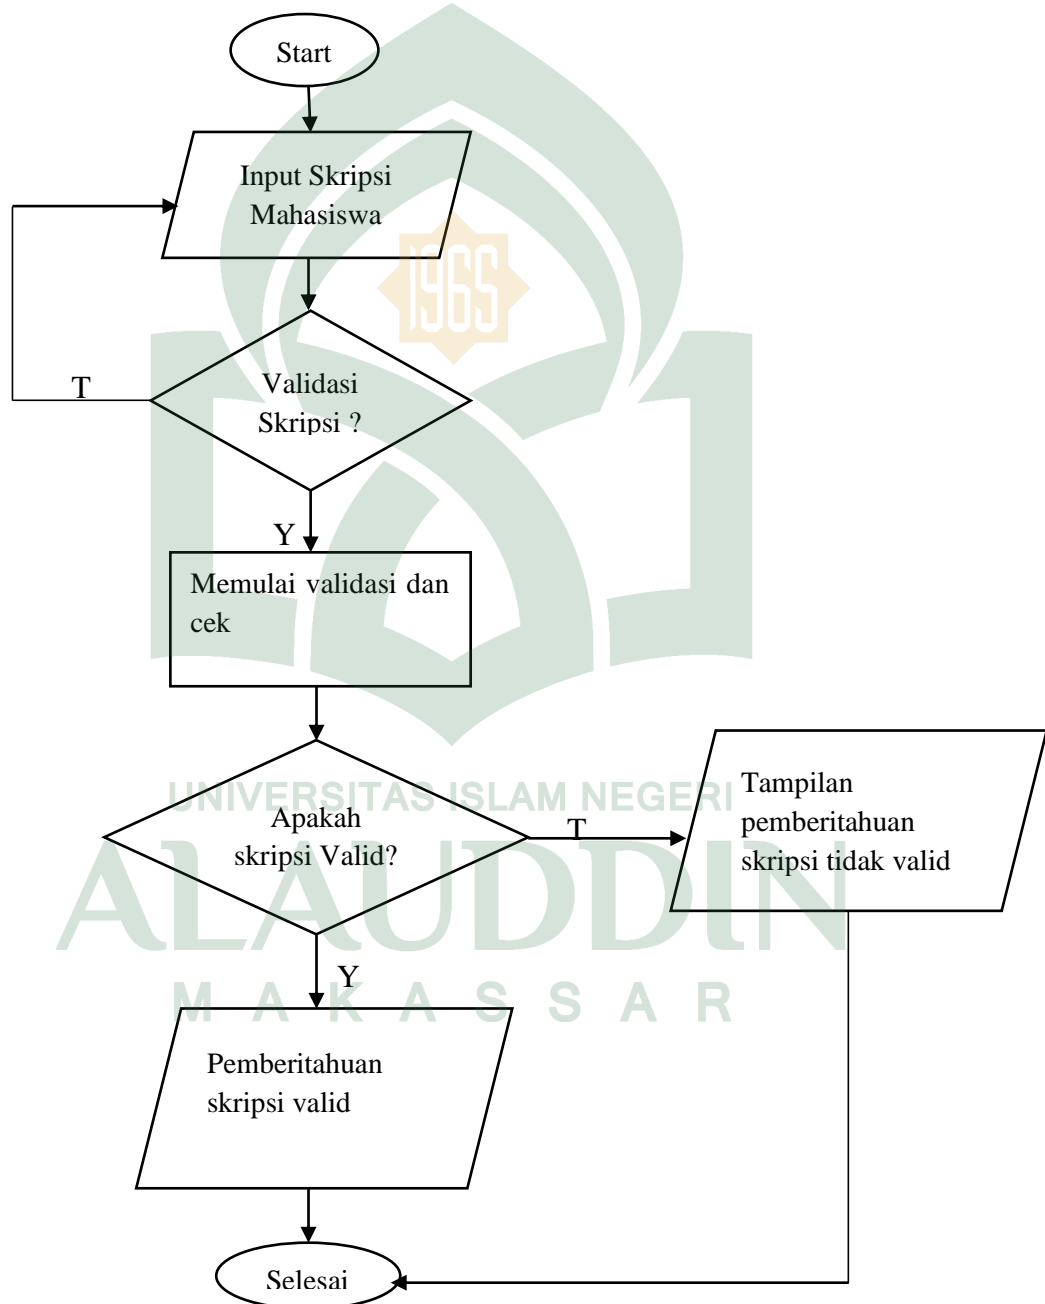 Start
Input Skripsi
Mahasiswa
1965
T
Validasi
Skripsi ?
Y
Memulai validasi dan
cek
UNIVERSITAS ISLAM NEGERI
Apakah
skripsi Valid?
T
Tampilan
pemberitahuan
skripsi tidak valid
ALAUDDIN
Y
MAKASSAR
Pemberitahuan
skripsi valid
Selesai